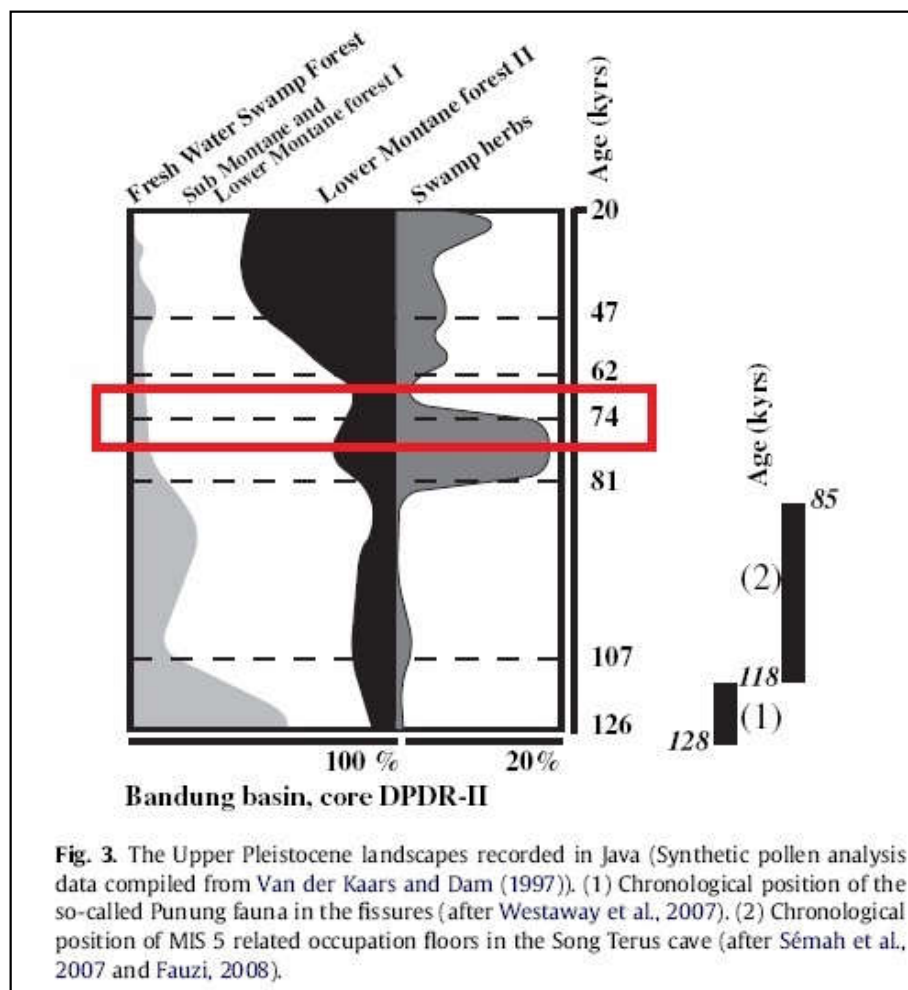 Fresh Water Swamp Forest
Sub Montane and
Lower Montane forest I
Lower Montane forest II
Swamp herbs
Age (kyrs)
20
47
62
74
81
107
126
Age (kyrs)
85
(2)
118
(1)
128
100 %
20%
Bandung basin, core DPDR-II
Fig. 3. The Upper Pleistocene landscapes recorded in Java (Synthetic pollen analysis
data compiled from Van der Kaars and Dam (1997)). (1) Chronological position of the
so-called Punung fauna in the fissures (after Westaway et al., 2007). (2) Chronological
position of MIS 5 related occupation floors in the Song Terus cave (after Sémah et al.,
2007 and Fauzi, 2008).